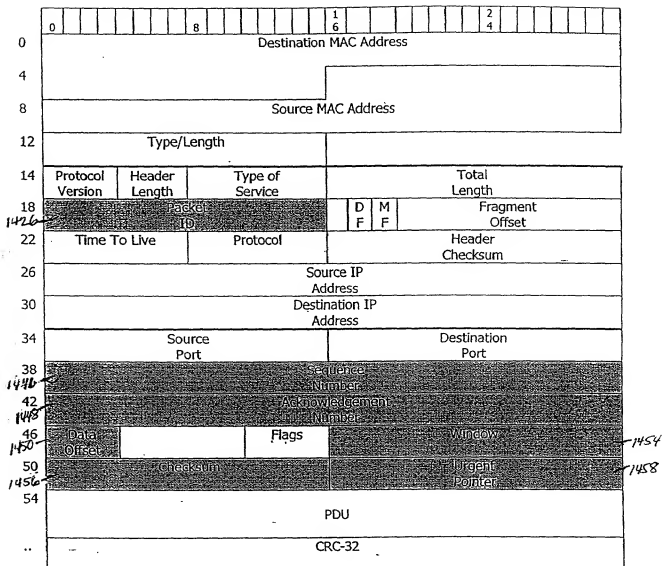 1 2
0 8 6 4
0 Destination MAC Address
4
8 Source MAC Address
12 Type/Length
14 Protocol Header Type of Total
Version Length Service Length
18 Packet D M Fragment
1426 ID F F Offset
22 Time To Live Protocol Header
Checksum
26 Source IP
Address
30 Destination IP
Address
34 Source Destination
Port Port
38 Sequence
1446 Number
42 Acknowledgement
1448 Number
46 Data Flags Window
1450 Offset 1454
50 Checksum Urgent 1458
1456 Pointer
54
PDU
.. CRC-32